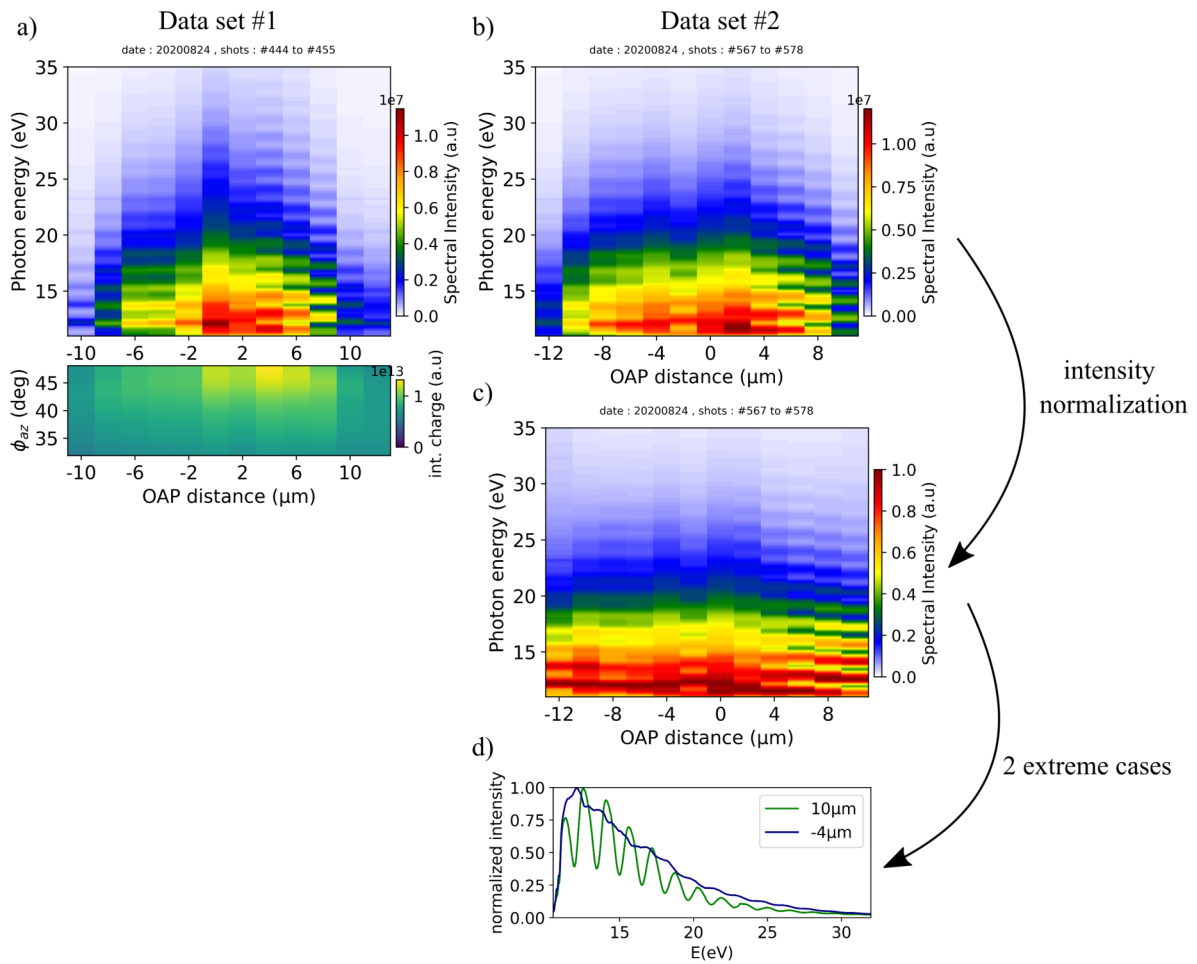 Data set #1
Data set #2
a)
b)
date : 20200824 , shots : #444 to #455
date : 20200824 , shots : #567 to #578
35
30
25
20
15
Photon energy (eV)
1e7
1.0
0.8
0.6
0.4
0.2
0.0
Spectral Intensity (a.u)
-10
-6
-2
2
6
10
45
40
35
ϕaz (deg)
1e13
1
0
int. charge (a.u)
-10
-6
-2
2
6
10
OAP distance (μm)
35
30
25
20
15
Photon energy (eV)
1e7
1.00
0.75
0.50
0.25
0.00
Spectral Intensity (a.u)
-12
-8
-4
0
4
8
OAP distance (μm)
intensity
normalization
c)
date : 20200824 , shots : #567 to #578
35
30
25
20
15
Photon energy (eV)
1.0
0.8
0.6
0.4
0.2
0.0
Spectral Intensity (a.u)
-12
-8
-4
0
4
8
OAP distance (μm)
2 extreme cases
d)
1.00
0.75
0.50
0.25
0.00
normalized intensity
10μm
-4μm
15
20
25
30
E(eV)